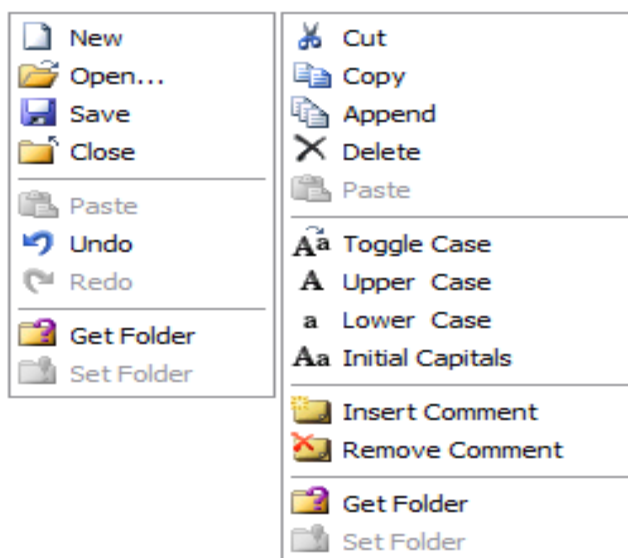 New
Open...
Save
Close
Paste
Undo
Redo
Get Folder
Set Folder
Cut
Copy
Append
Delete
Paste
Toggle Case
Upper Case
Lower Case
Initial Capitals
Insert Comment
Remove Comment
Get Folder
Set Folder